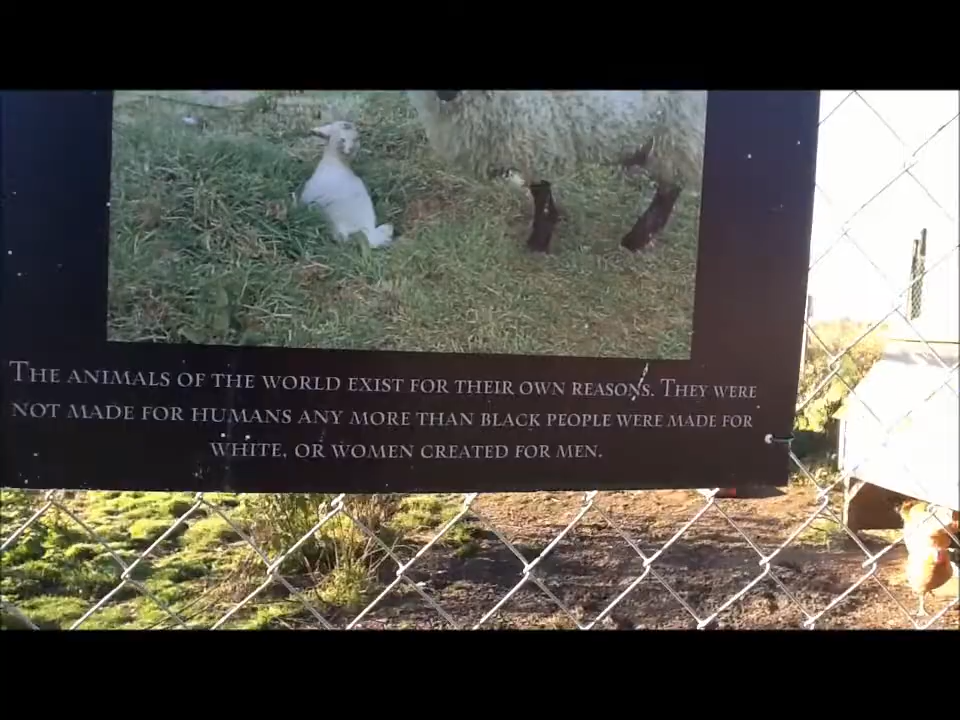 The animals of the world exist for their own reasons. They were
not made for humans any more than black people were made for
white, or women created for men.